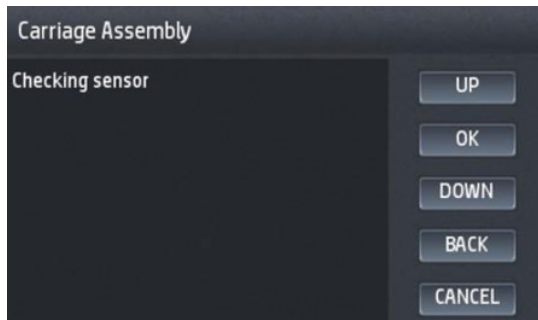 Carriage Assembly
Checking sensor
UP
OK
DOWN
BACK
CANCEL